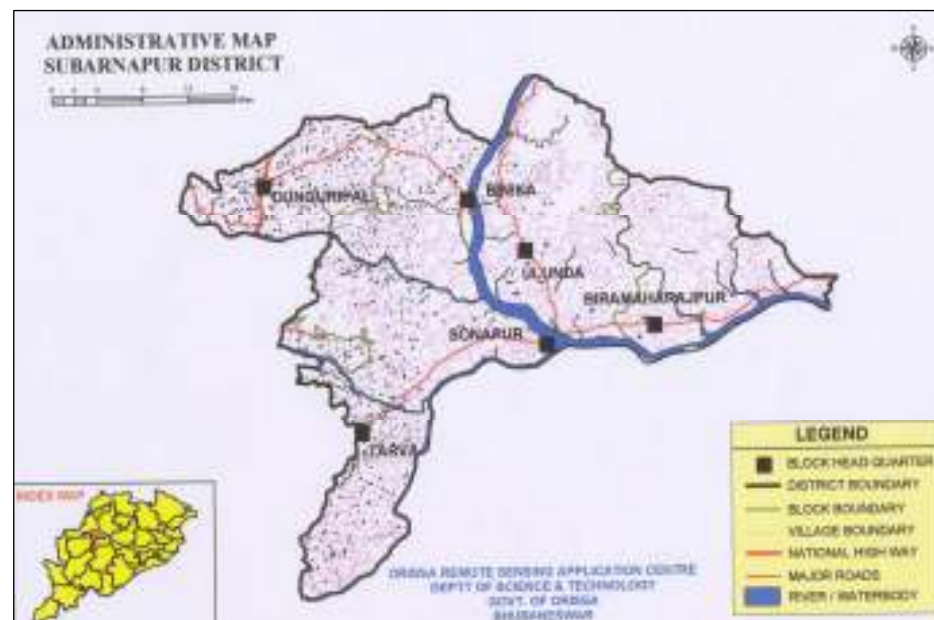 ADMINISTRATIVE MAP
SUBARNAPUR DISTRICT
DUNGURIPAL
BINIKA
ULUNDA
BIRAMAHARAJPUR
SONAPUR
TARVA
INDEX MAP
LEGEND
BLOCK HEAD QUARTER
DISTRICT BOUNDARY
BLOCK BOUNDARY
VILLAGE BOUNDARY
NATIONAL HIGH WAY
MAJOR ROADS
RIVER / WATERBODY
ORISSA REMOTE SENSING APPLICATION CENTRE
DEPTT OF SCIENCE & TECHNOLOGY
GOVT. OF ORISSA
BHUBANESWAR